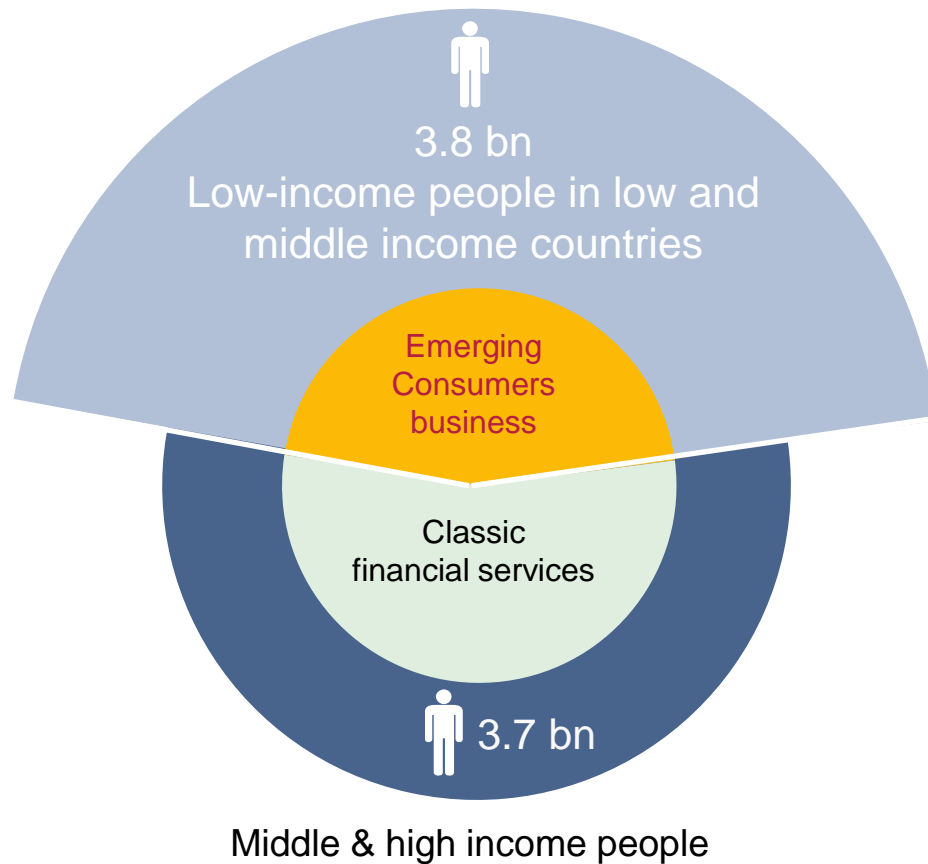 3.8 bn
Low-income people in low and
middle income countries
Emerging
Consumers
business
Classic
financial services
3.7 bn
Middle & high income people